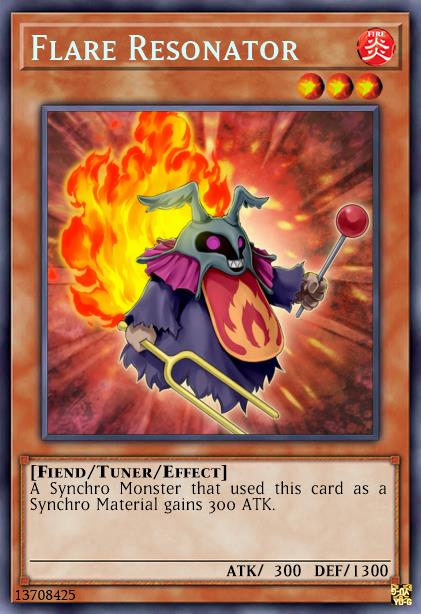 Flare Resonator
FIRE
炎
[Fiend/Tuner/Effect]
A Synchro Monster that used this card as a
Synchro Material gains 300 ATK.
ATK/ 300 DEF/1300
13708425